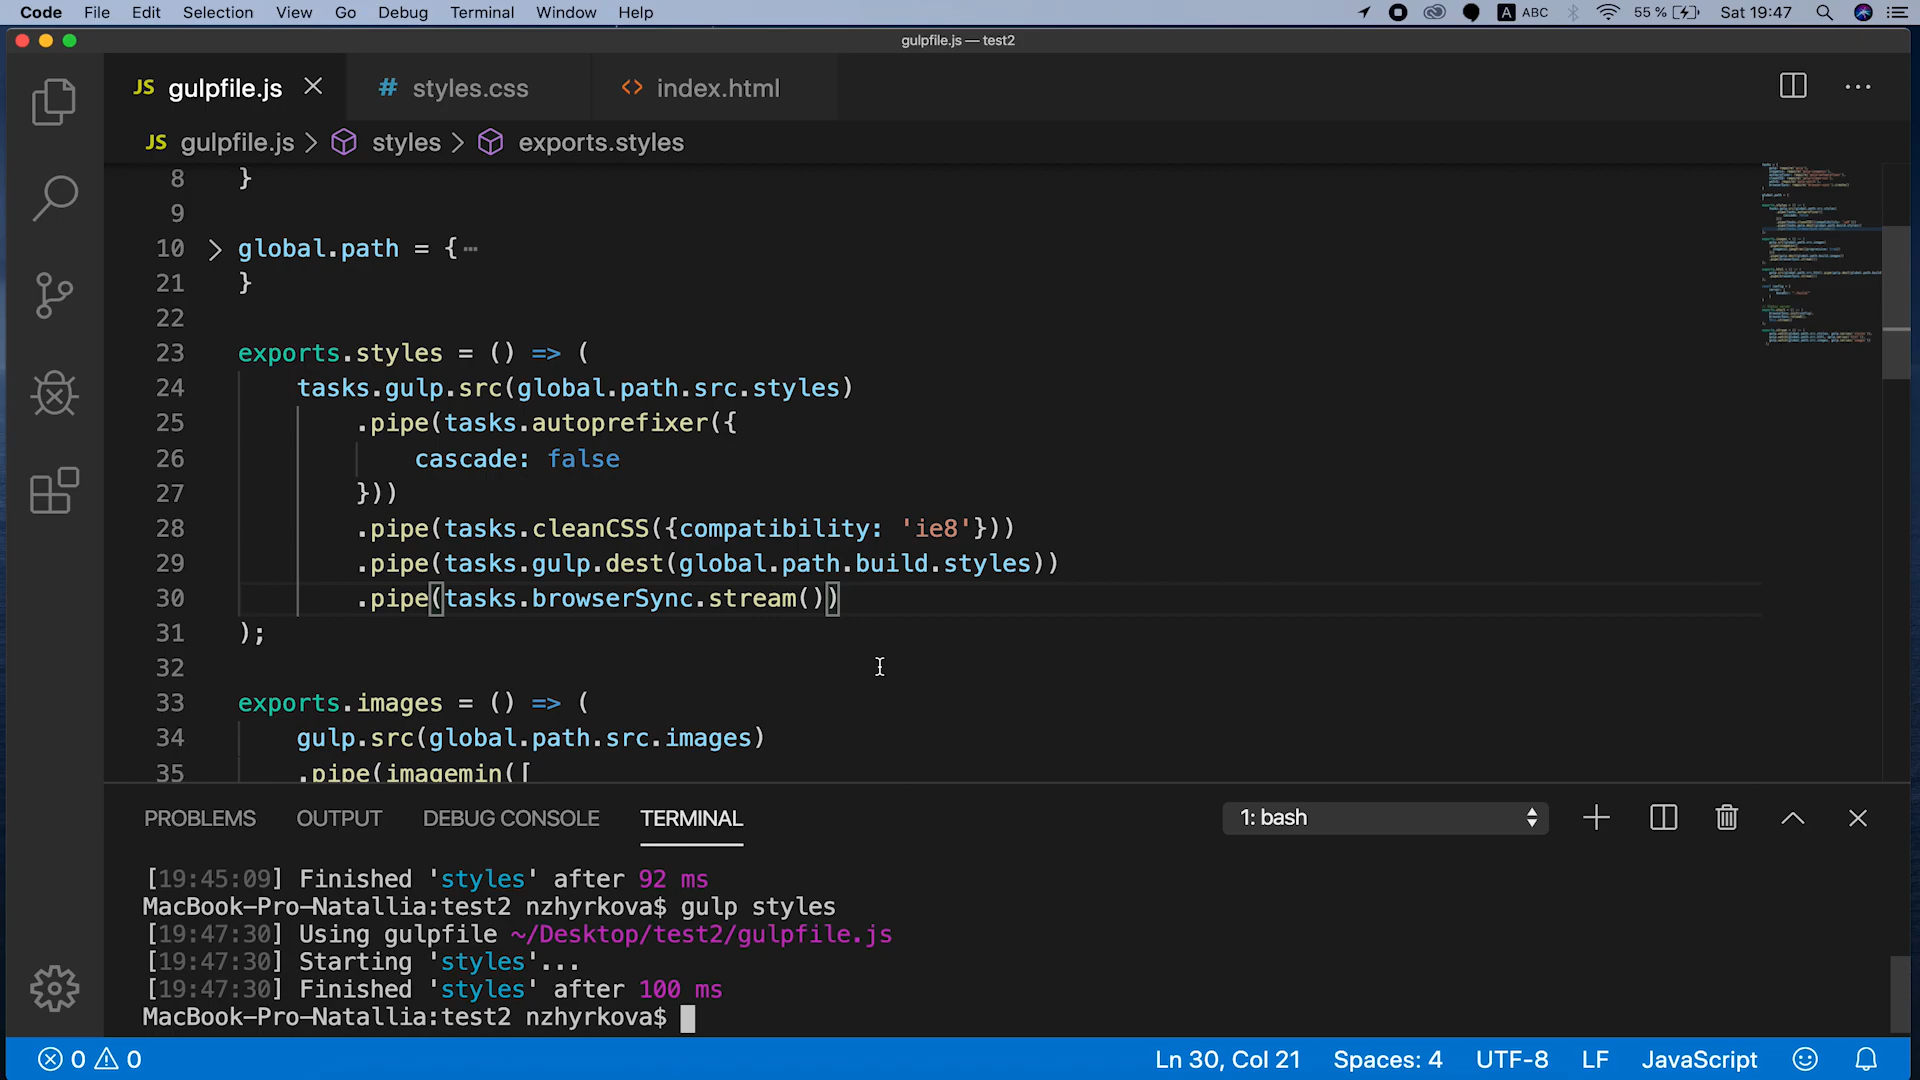 Code File Edit Selection View Go Debug Terminal Window Help A ABC 55 % Sat 19:47
gulpfile.js — test2
JS gulpfile.js # styles.css <> index.html
JS gulpfile.js > styles > exports.styles
8 }
9
10 global.path = {
21 }
22
23 exports.styles = () => (
24 tasks.gulp.src(global.path.src.styles)
25 .pipe(tasks.autoprefixer({
26 cascade: false
27 }))
28 .pipe(tasks.cleanCSS({compatibility: 'ie8'}))
29 .pipe(tasks.gulp.dest(global.path.build.styles))
30 .pipe(tasks.browserSync.stream())
31 );
32
33 exports.images = () => (
34 gulp.src(global.path.src.images)
35 .pipe(imagemin([
PROBLEMS OUTPUT DEBUG CONSOLE TERMINAL 1: bash
[19:45:09] Finished 'styles' after 92 ms
MacBook-Pro-Natallia:test2 nzhyrkova$ gulp styles
[19:47:30] Using gulpfile ~/Desktop/test2/gulpfile.js
[19:47:30] Starting 'styles'...
[19:47:30] Finished 'styles' after 100 ms
MacBook-Pro-Natallia:test2 nzhyrkova$
0 0 Ln 30, Col 21 Spaces: 4 UTF-8 LF JavaScript